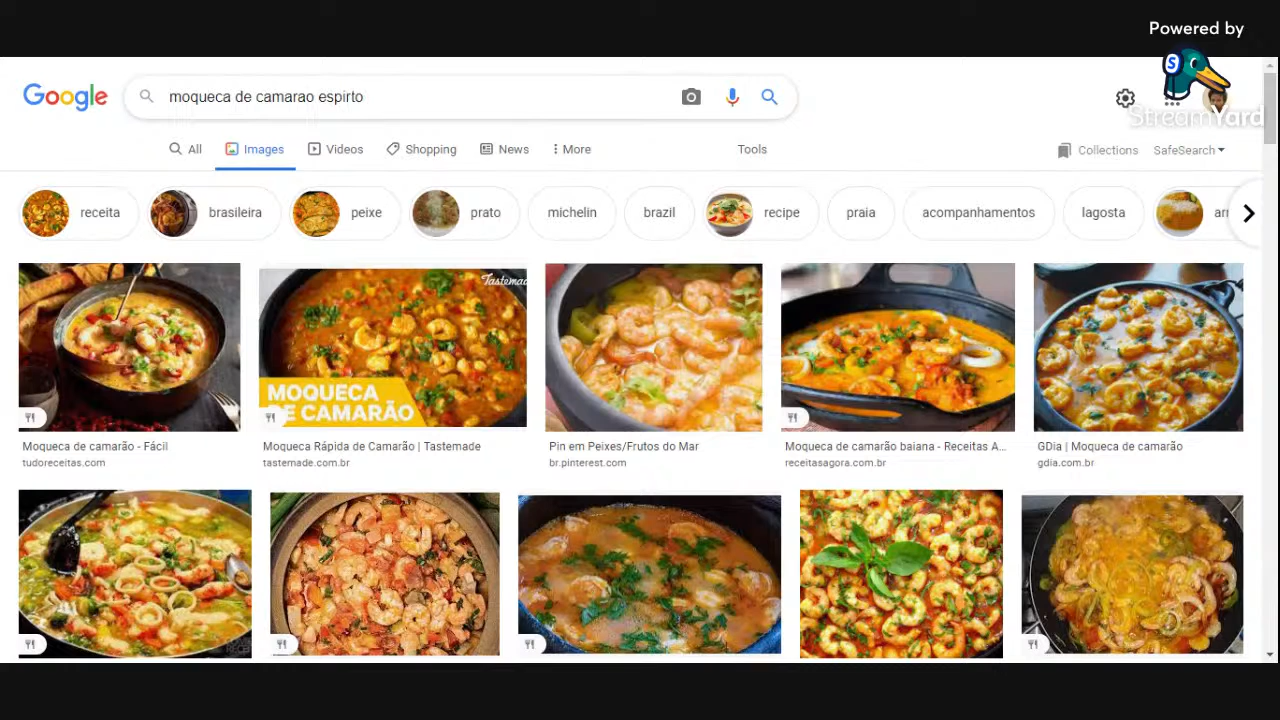 Powered by
StreamYard
Google
moqueca de camarao espirto
All
Images
Videos
Shopping
News
More
Tools
Collections
SafeSearch
receita
brasileira
peixe
prato
michelin
brazil
recipe
praia
acompanhamentos
lagosta
Tastema
MOQUECA
DE CAMARÃO
Moqueca de camarão - Fácil
tudoreceitas.com
Moqueca Rápida de Camarão | Tastemade
tastemade.com.br
Pin em Peixes/Frutos do Mar
br.pinterest.com
Moqueca de camarão baiana - Receitas A...
receitasagora.com.br
GDia | Moqueca de camarão
gdia.com.br